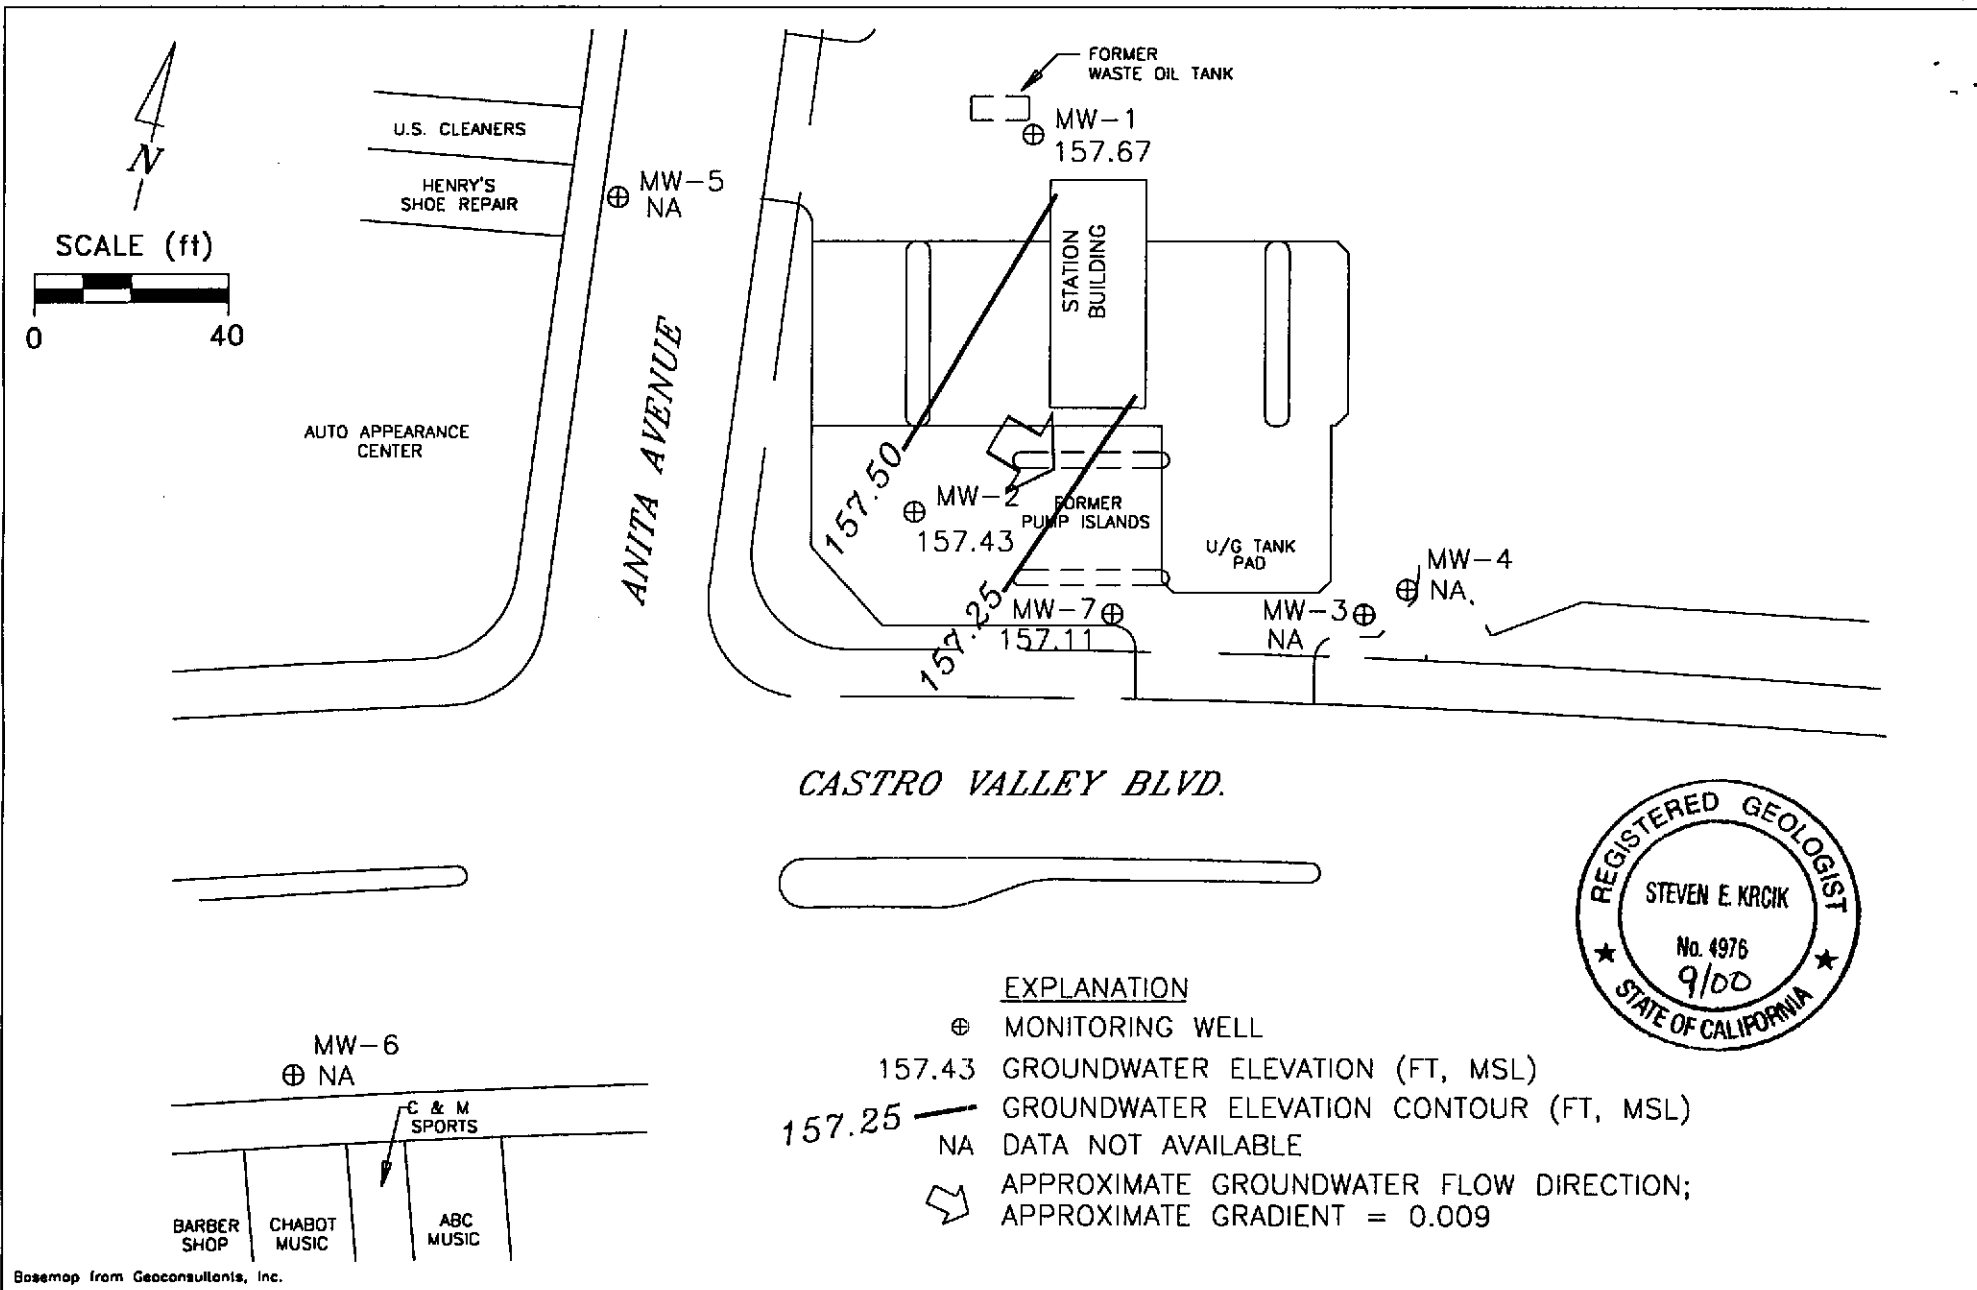 FORMER
WASTE OIL TANK
MW-1
157.67
N
U.S. CLEANERS
HENRY'S
SHOE REPAIR
MW-5
NA
SCALE (ft)
0 40
STATION
BUILDING
ANITA AVENUE
AUTO APPEARANCE
CENTER
157.50
MW-2
157.43
FORMER
PUMP ISLANDS
U/G TANK
PAD
157.25
MW-7
157.11
MW-3
NA
MW-4
NA
CASTRO VALLEY BLVD.
REGISTERED GEOLOGIST
STEVEN E. KRCIK
No. 4976
9/00
STATE OF CALIFORNIA
EXPLANATION
MONITORING WELL
157.43 GROUNDWATER ELEVATION (FT, MSL)
157.25 GROUNDWATER ELEVATION CONTOUR (FT, MSL)
NA DATA NOT AVAILABLE
APPROXIMATE GROUNDWATER FLOW DIRECTION;
APPROXIMATE GRADIENT = 0.009
MW-6
NA
C & M
SPORTS
BARBER
SHOP
CHABOT
MUSIC
ABC
MUSIC
Basemap from Geoconsultants, Inc.